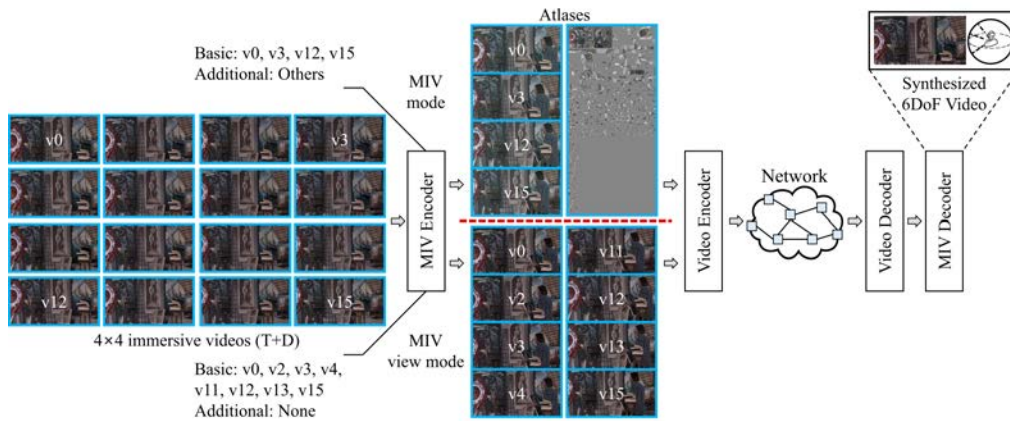 Atlases
Basic: v0, v3, v12, v15
Additional: Others
MIV
mode
v0
v3
v12
v15
v0
v3
v12
v15
4×4 immersive videos (T+D)
MIV Encoder
Basic: v0, v2, v3, v4,
v11, v12, v13, v15
Additional: None
MIV
view mode
v0
v11
v2
v12
v3
v13
v4
v15
Video Encoder
Network
Video Decoder
MIV Decoder
Synthesized
6DoF Video